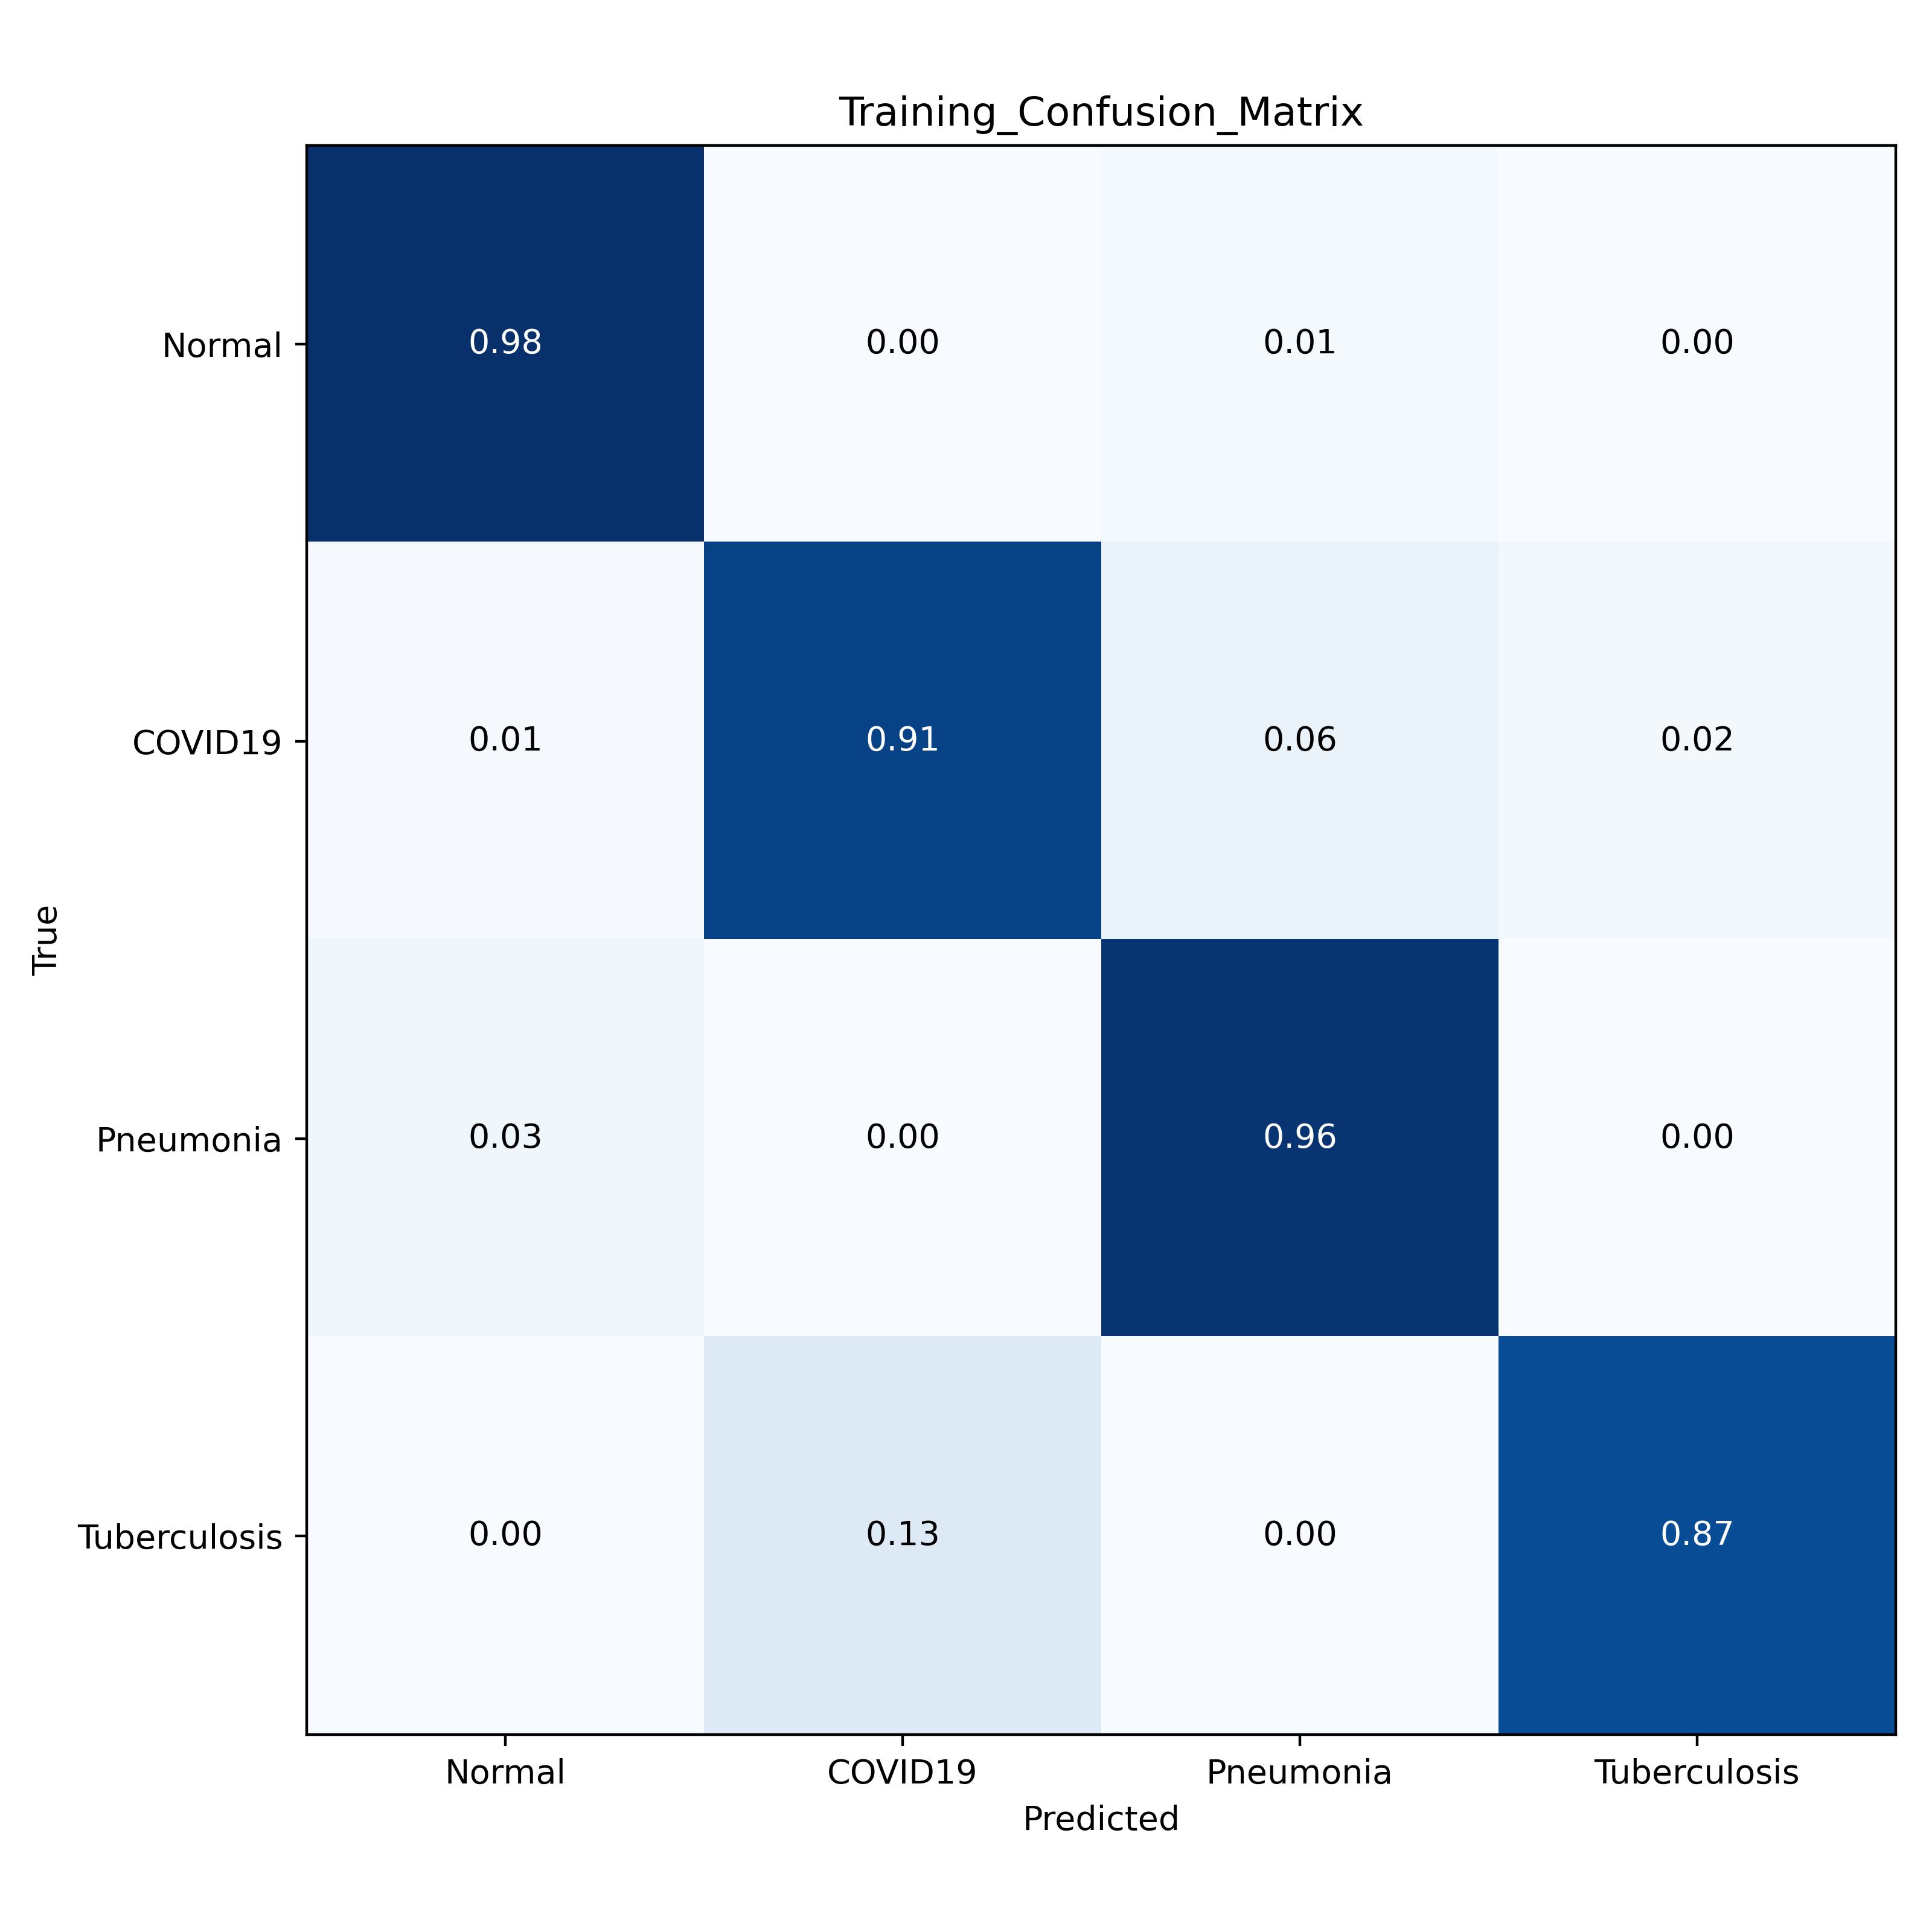 Training_Confusion_Matrix
Normal 0.98 0.00 0.01 0.00
COVID19 0.01 0.91 0.06 0.02
True
Pneumonia 0.03 0.00 0.96 0.00
Tuberculosis 0.00 0.13 0.00 0.87
Normal COVID19 Pneumonia Tuberculosis
Predicted